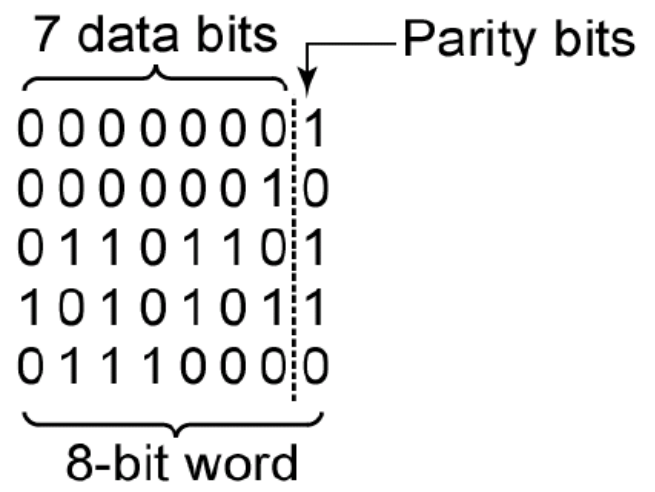 7 data bits
Parity bits
0 0 0 0 0 0 0 1
0 0 0 0 0 0 1 0
0 1 1 0 1 1 0 1
1 0 1 0 1 0 1 1
0 1 1 1 0 0 0 0
8-bit word